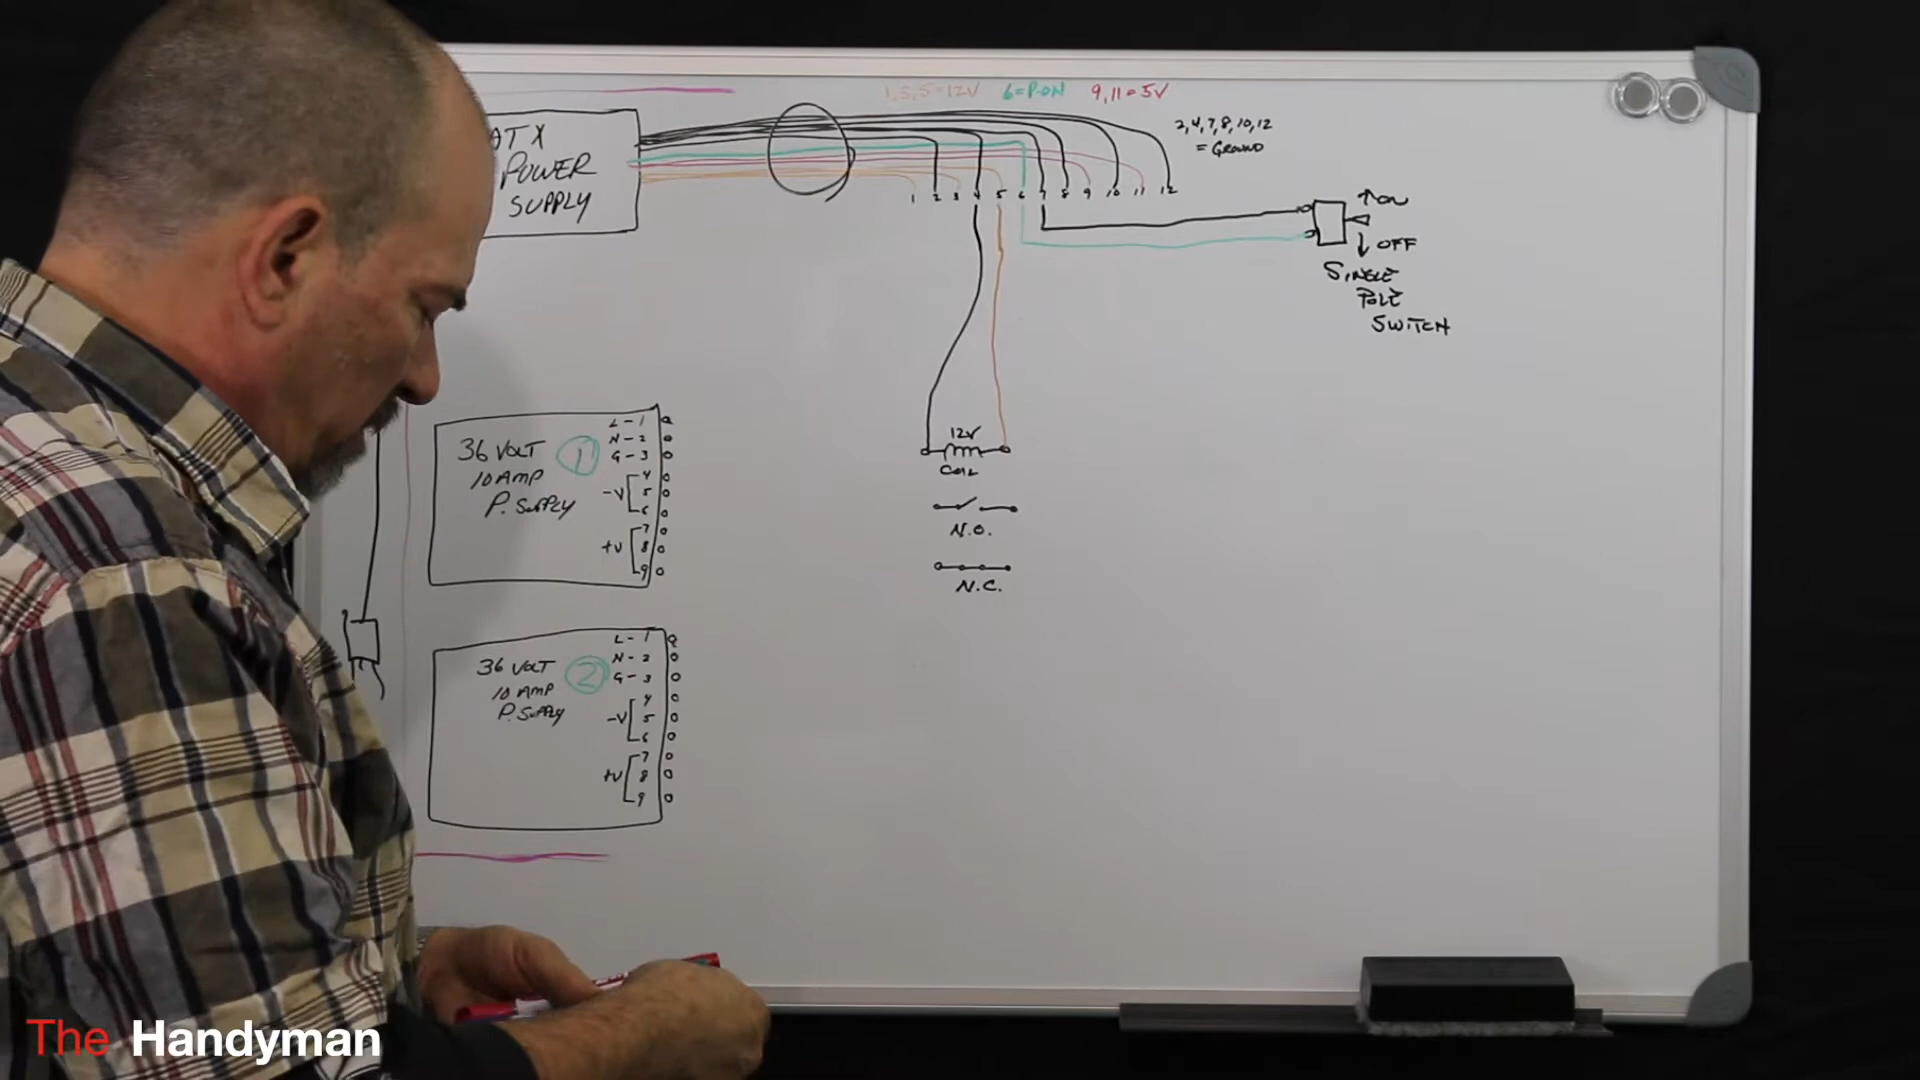 1,3,5=12V 6=P-ON 9,11=5V
2,4,7,8,10,12
= GROUND
ATX
POWER
SUPPLY
1 2 3 4 5 6 7 8 9 10 11 12
↑ON
↓ OFF
SINGLE
POLE
SWITCH
36 VOLT
10 AMP
P. SUPPLY
1
L - 1
N - 2
G - 3
4
-V 5
6
7
+V 8
9
12V
COIL
N.O.
N.C.
36 VOLT
10 AMP
P. SUPPLY
2
L - 1
N - 2
G - 3
4
-V 5
6
7
+V 8
9
The Handyman